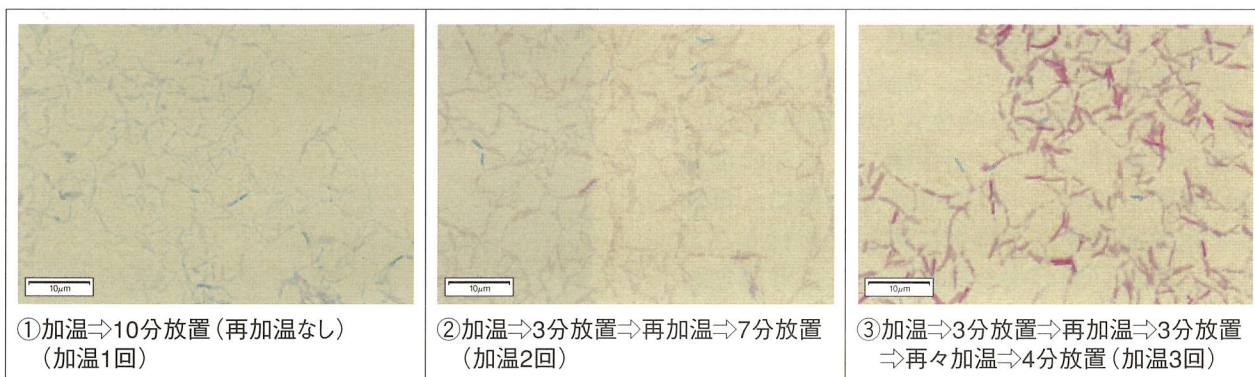 10μm
10μm
10μm
①加温⇨10分放置(再加温なし)
(加温1回)
②加温⇨3分放置⇨再加温⇨7分放置
(加温2回)
③加温⇨3分放置⇨再加温⇨3分放置
⇨再々加温⇨4分放置(加温3回)